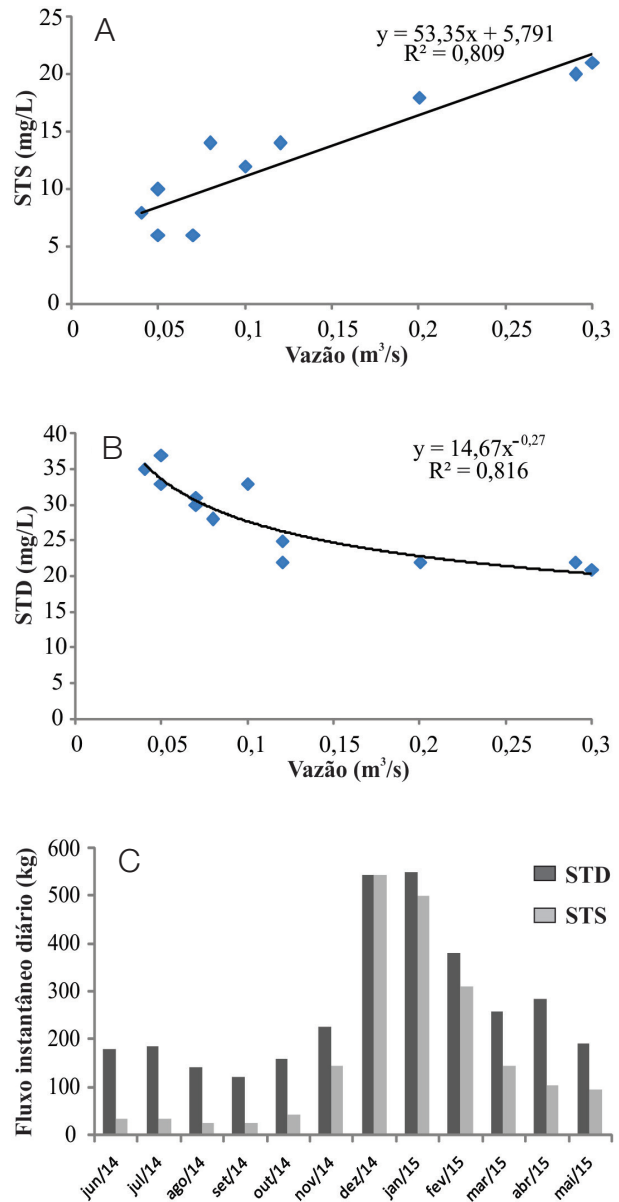 A
y = 53,35x + 5,791
R² = 0,809
STS (mg/L)
25
20
15
10
5
0
0 0,05 0,1 0,15 0,2 0,25 0,3
Vazão (m³/s)
B
y = 14,67x⁻⁰,²⁷
R² = 0,816
STD (mg/L)
40
35
30
25
20
15
10
5
0
0 0,05 0,1 0,15 0,2 0,25 0,3
Vazão (m³/s)
C
STD
STS
Fluxo instantâneo diário (kg)
600
500
400
300
200
100
0
jun/14 jul/14 ago/14 set/14 out/14 nov/14 dez/14 jan/15 fev/15 mar/15 abr/15 mai/15